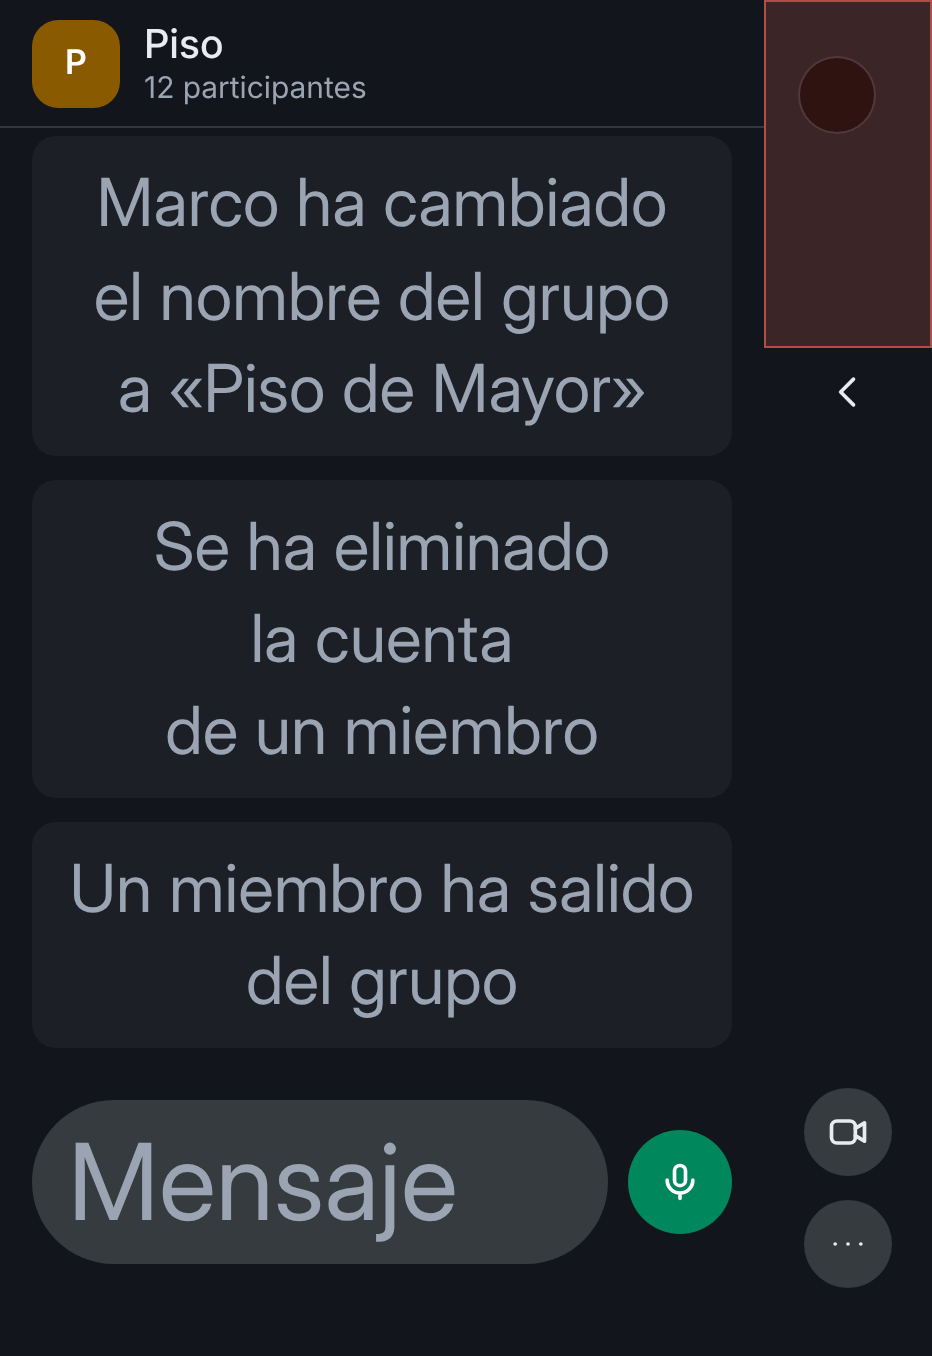 P
Piso
12 participantes
Marco ha cambiado
el nombre del grupo
a «Piso de Mayor»
Se ha eliminado
la cuenta
de un miembro
Un miembro ha salido
del grupo
Mensaje